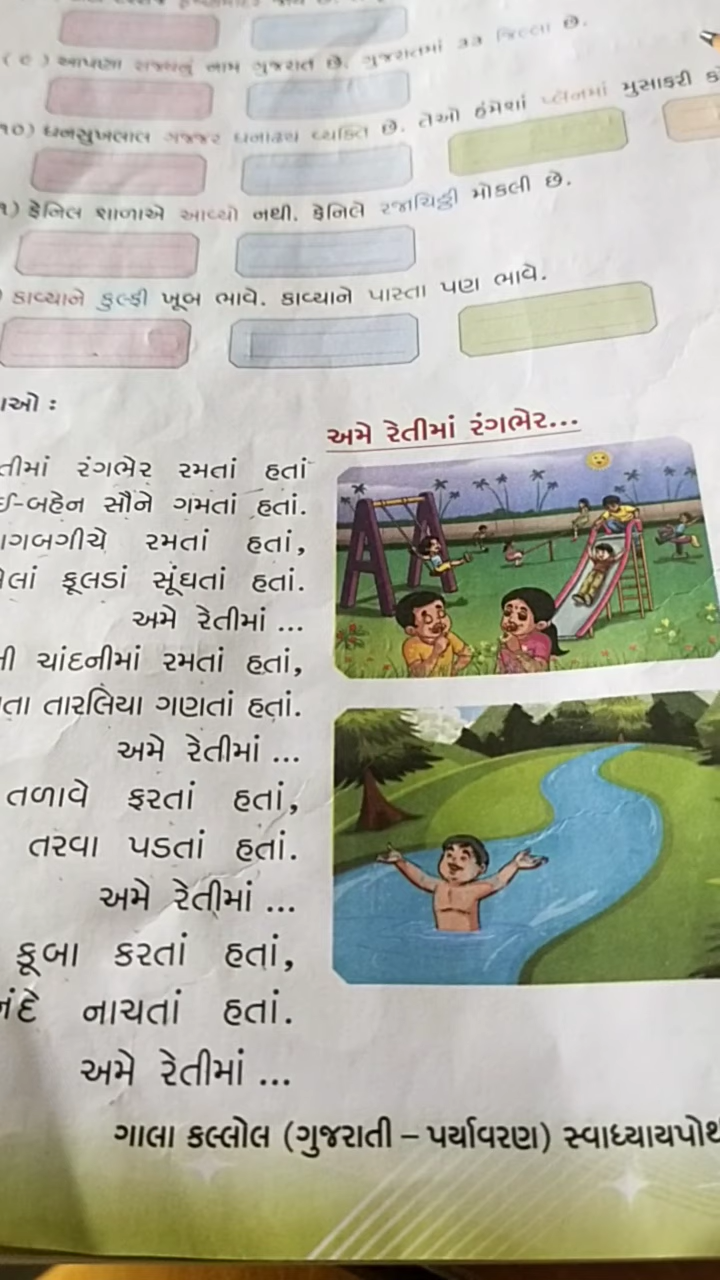 (૯) આપણા રાજ્યનું નામ ગુજરાત છે. ગુજરાતમાં ૩૩ જિલ્લા છે.
૧૦) ધનસુખલાલ ગજ્જર ધનાઢ્ય વ્યક્તિ છે. તેઓ હંમેશાં પ્લેનમાં મુસાફરી
૧) ફેનિલ શાળાએ આવ્યો નથી. ફેનિલે રજાચિઠ્ઠી મોકલી છે.
કાવ્યાને કુલ્ફી ખૂબ ભાવે. કાવ્યાને પાસ્તા પણ ભાવે.
ાઓ :
અમે રેતીમાં રંગભેર...
તીમાં રંગભેર રમતાં હતાં
ઈ-બહેન સૌને ગમતાં હતાં.
ાગબગીચે રમતાં હતાં,
ેલાં ફૂલડાં સૂંઘતાં હતાં.
અમે રેતીમાં ...
ી ચાંદનીમાં રમતાં હતાં,
તા તારલિયા ગણતાં હતાં.
અમે રેતીમાં ...
તળાવે ફરતાં હતાં,
તરવા પડતાં હતાં.
અમે રેતીમાં ...
કૂબા કરતાં હતાં,
નંદે નાચતાં હતાં.
અમે રેતીમાં ...
ગાલા કલ્લોલ (ગુજરાતી – પર્યાવરણ) સ્વાધ્યાયપોથ